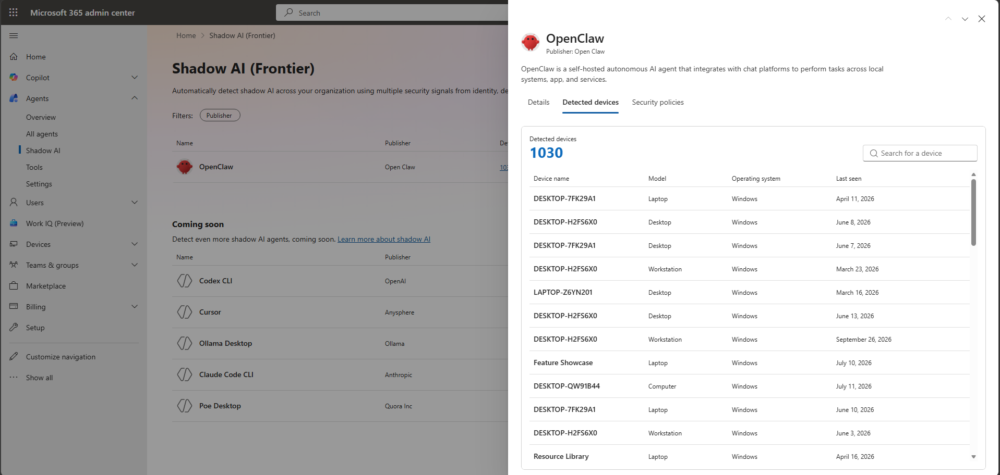 Microsoft 365 admin center
Search
Home
Copilot
Agents
Overview
All agents
Shadow AI
Tools
Settings
Users
Work IQ (Preview)
Devices
Teams & groups
Marketplace
Billing
Setup
Customize navigation
Show all
Home > Shadow AI (Frontier)
Shadow AI (Frontier)
Automatically detect shadow AI across your organization using multiple security signals from identity, de
Filters: Publisher
Name Publisher De
OpenClaw Open Claw 103
Coming soon
Detect even more shadow AI agents, coming soon. Learn more about shadow AI
Name Publisher
Codex CLI OpenAI
Cursor Anysphere
Ollama Desktop Ollama
Claude Code CLI Anthropic
Poe Desktop Quora Inc
OpenClaw
Publisher: Open Claw
OpenClaw is a self-hosted autonomous AI agent that integrates with chat platforms to perform tasks across local
systems, app, and services.
Details Detected devices Security policies
Detected devices
1030
Search for a device
Device name Model Operating system Last seen
DESKTOP-7FK29A1 Laptop Windows April 11, 2026
DESKTOP-H2FS6X0 Desktop Windows June 8, 2026
DESKTOP-7FK29A1 Desktop Windows June 7, 2026
DESKTOP-H2FS6X0 Workstation Windows March 23, 2026
LAPTOP-Z6YN201 Desktop Windows March 16, 2026
DESKTOP-H2FS6X0 Desktop Windows June 13, 2026
DESKTOP-H2FS6X0 Workstation Windows September 26, 2026
Feature Showcase Laptop Windows July 10, 2026
DESKTOP-QW91B44 Computer Windows July 11, 2026
DESKTOP-7FK29A1 Laptop Windows June 10, 2026
DESKTOP-H2FS6X0 Workstation Windows June 3, 2026
Resource Library Laptop Windows April 16, 2026